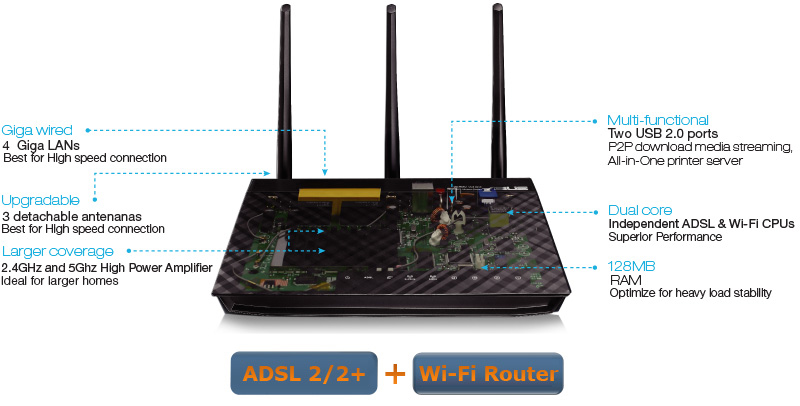 Giga wired
4 Giga LANs
Best for High speed connection
Upgradable
3 detachable antenanas
Best for High speed connection
Larger coverage
2.4GHz and 5Ghz High Power Amplifier
Ideal for larger homes
Multi-functional
Two USB 2.0 ports
P2P download media streaming,
All-in-One printer server
Dual core
Independent ADSL & Wi-Fi CPUs
Superior Performance
128MB
RAM
Optimize for heavy load stability
ADSL 2/2+ + Wi-Fi Router